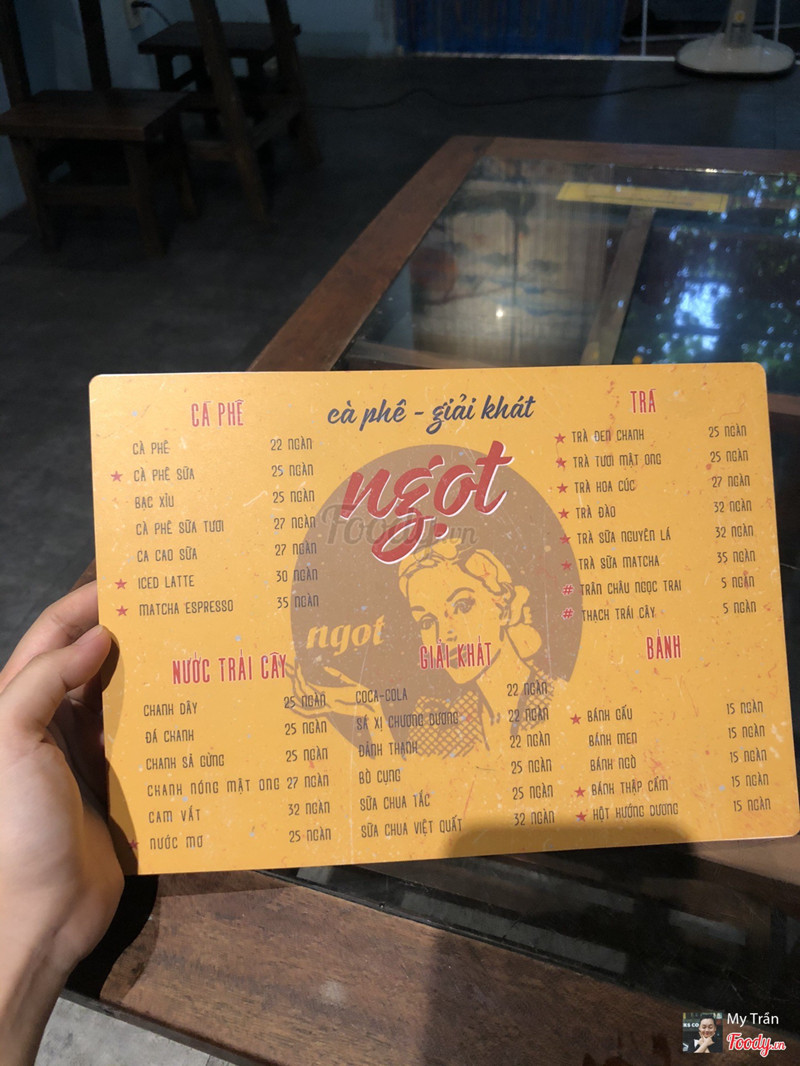 cà phê - giải khát
ngọt
ngọt
CÀ PHÊ
CÀ PHÊ 22 NGÀN
★ CÀ PHÊ SỮA 25 NGÀN
BẠC XỈU 25 NGÀN
CÀ PHÊ SỮA TƯƠI 27 NGÀN
CA CAO SỮA 27 NGÀN
★ ICED LATTE 30 NGÀN
★ MATCHA ESPRESSO 35 NGÀN
TRÀ
★ TRÀ ĐEN CHANH 25 NGÀN
★ TRÀ TƯƠI MẬT ONG 25 NGÀN
★ TRÀ HOA CÚC 27 NGÀN
★ TRÀ ĐÀO 32 NGÀN
★ TRÀ SỮA NGUYÊN LÁ 32 NGÀN
★ TRÀ SỮA MATCHA 35 NGÀN
# TRÂN CHÂU NGỌC TRAI 5 NGÀN
# THẠCH TRÁI CÂY 5 NGÀN
NƯỚC TRÁI CÂY
CHANH DÂY 25 NGÀN
ĐÁ CHANH 25 NGÀN
CHANH SẢ GỪNG 25 NGÀN
CHANH NÓNG MẬT ONG 27 NGÀN
CAM VẮT 32 NGÀN
★ NƯỚC MƠ 25 NGÀN
GIẢI KHÁT
COCA-COLA 22 NGÀN
SÁ XỊ CHƯƠNG DƯƠNG 22 NGÀN
ĐẢNH THẠNH 22 NGÀN
BÒ CỤNG 25 NGÀN
SỮA CHUA TẮC 25 NGÀN
SỮA CHUA VIỆT QUẤT 32 NGÀN
BÁNH
★ BÁNH GẤU 15 NGÀN
BÁNH MEN 15 NGÀN
BÁNH NGÒ 15 NGÀN
★ BÁNH THẬP CẨM 15 NGÀN
★ HỘT HƯỚNG DƯƠNG 15 NGÀN
Foody.vn
My Trần
Foody.vn